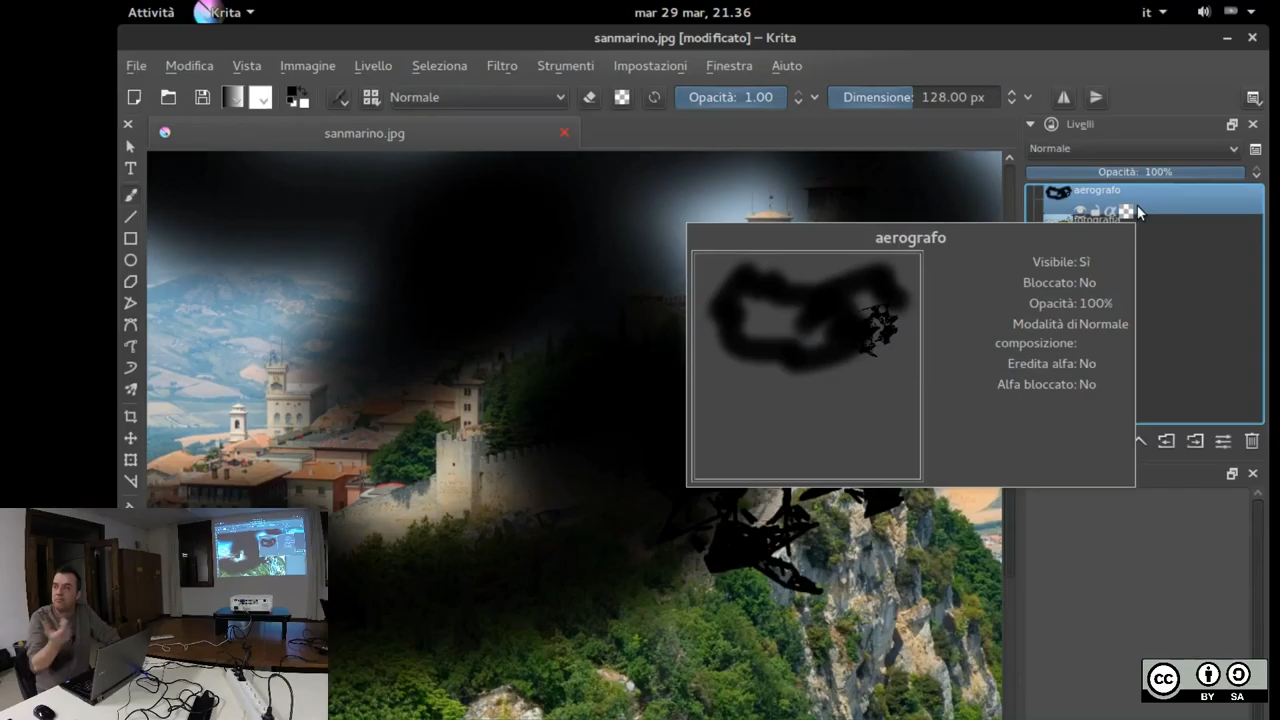 Attività
Krita
mar 29 mar, 21.36
it
sanmarino.jpg [modificato] – Krita
File Modifica Vista Immagine Livello Seleziona Filtro Strumenti Impostazioni Finestra Aiuto
Normale
Opacità: 1.00
Dimensione: 128.00 px
sanmarino.jpg
Livelli
Normale
Opacità: 100%
aerografo
aerografo
Visibile: Sì
Bloccato: No
Opacità: 100%
Modalità di Normale
composizione:
Eredita alfa: No
Alfa bloccato: No
CC BY SA